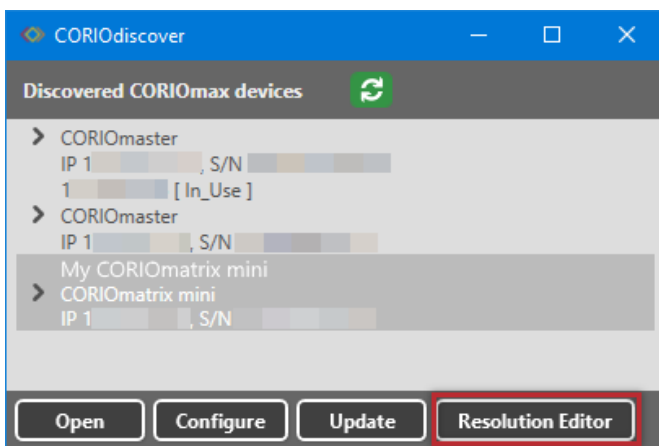 CORIOdiscover
Discovered CORIOmax devices
CORIOmaster
IP 1 , S/N
1 [ In_Use ]
CORIOmaster
IP 1 , S/N
My CORIOmatrix mini
CORIOmatrix mini
IP 1 , S/N
Open Configure Update Resolution Editor